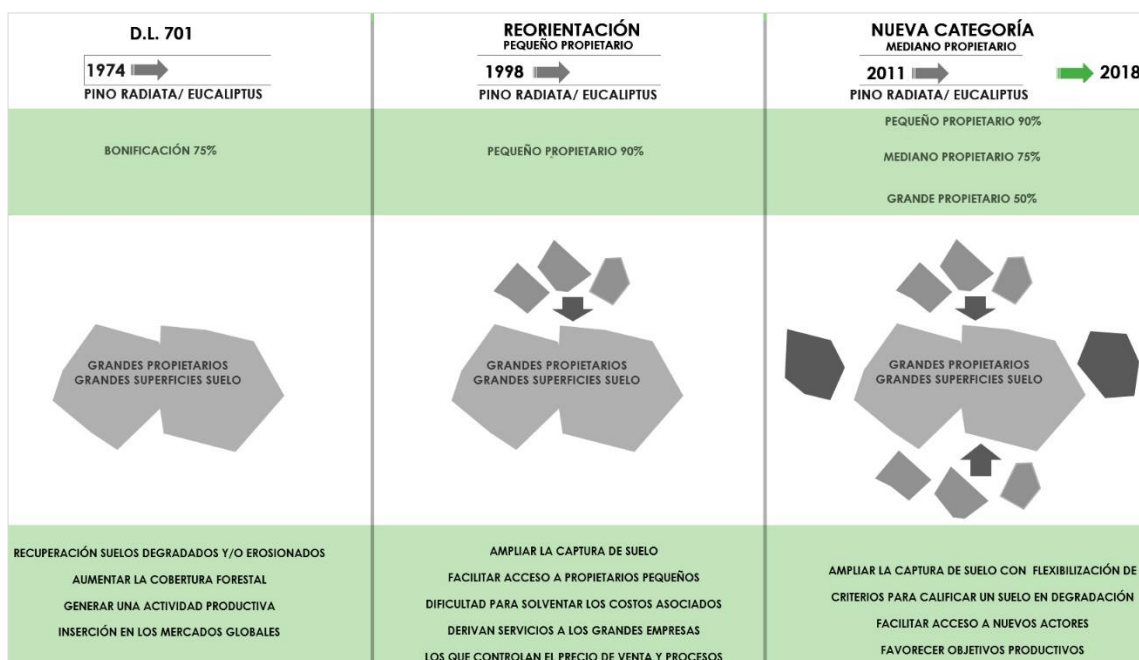 D.L. 701
1974
PINO RADIATA/ EUCALIPTUS
BONIFICACIÓN 75%
GRANDES PROPIETARIOS
GRANDES SUPERFICIES SUELO
RECUPERACIÓN SUELOS DEGRADADOS Y/O EROSIONADOS
AUMENTAR LA COBERTURA FORESTAL
GENERAR UNA ACTIVIDAD PRODUCTIVA
INSERCIÓN EN LOS MERCADOS GLOBALES
REORIENTACIÓN
PEQUEÑO PROPIETARIO
1998
PINO RADIATA/ EUCALIPTUS
PEQUEÑO PROPIETARIO 90%
GRANDES PROPIETARIOS
GRANDES SUPERFICIES SUELO
AMPLIAR LA CAPTURA DE SUELO
FACILITAR ACCESO A PROPIETARIOS PEQUEÑOS
DIFICULTAD PARA SOLVENTAR LOS COSTOS ASOCIADOS
DERIVAN SERVICIOS A LOS GRANDES EMPRESAS
LOS QUE CONTROLAN EL PRECIO DE VENTA Y PROCESOS
NUEVA CATEGORÍA
MEDIANO PROPIETARIO
2011 2018
PINO RADIATA/ EUCALIPTUS
PEQUEÑO PROPIETARIO 90%
MEDIANO PROPIETARIO 75%
GRANDE PROPIETARIO 50%
GRANDES PROPIETARIOS
GRANDES SUPERFICIES SUELO
AMPLIAR LA CAPTURA DE SUELO CON FLEXIBILIZACIÓN DE
CRITERIOS PARA CALIFICAR UN SUELO EN DEGRADACIÓN
FACILITAR ACCESO A NUEVOS ACTORES
FAVORECER OBJETIVOS PRODUCTIVOS